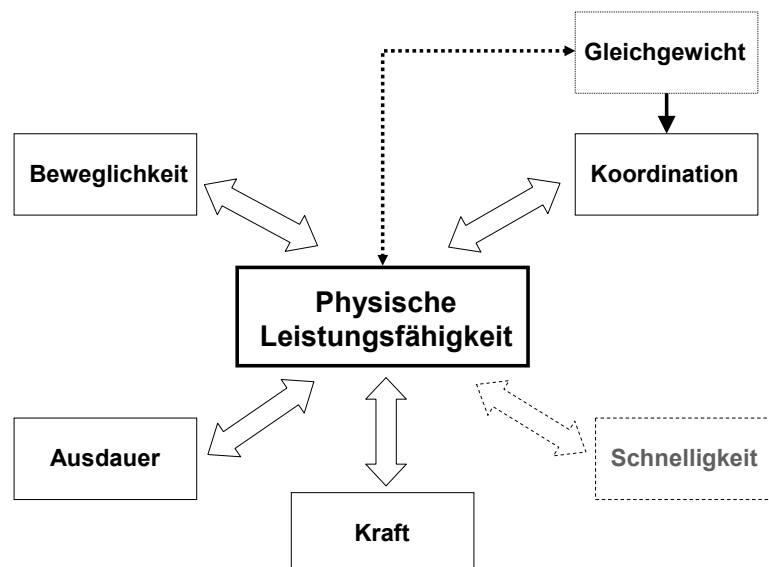 Gleichgewicht
Beweglichkeit
Koordination
Physische
Leistungsfähigkeit
Ausdauer
Schnelligkeit
Kraft